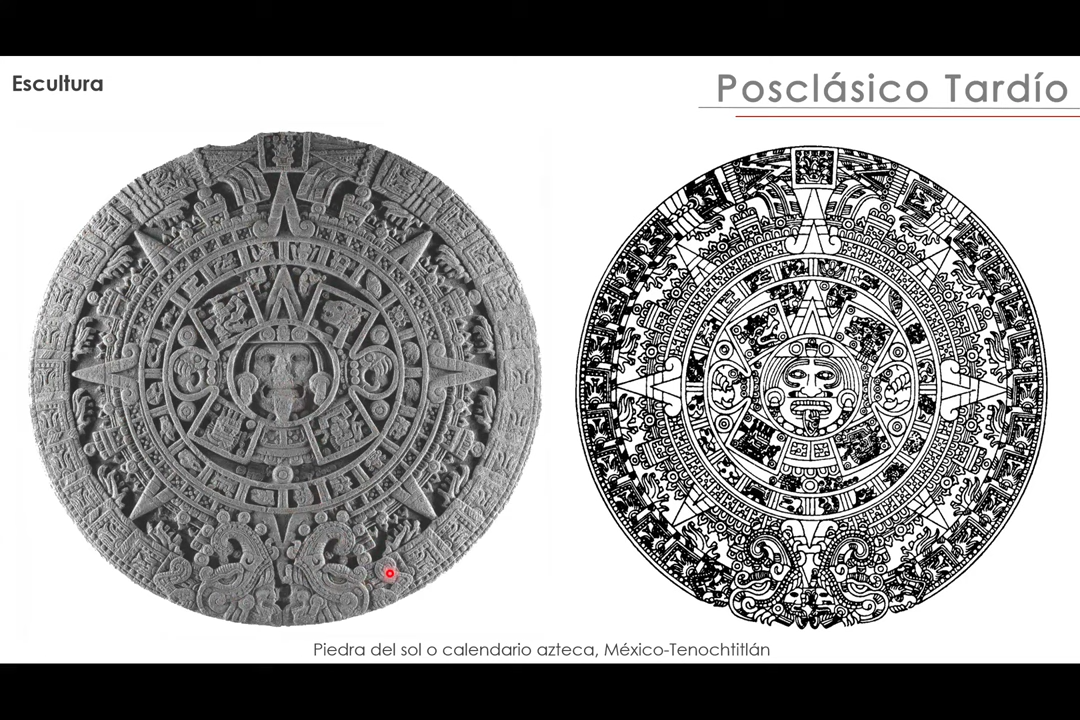 Escultura
Posclásico Tardío
Piedra del sol o calendario azteca, México-Tenochtitlán